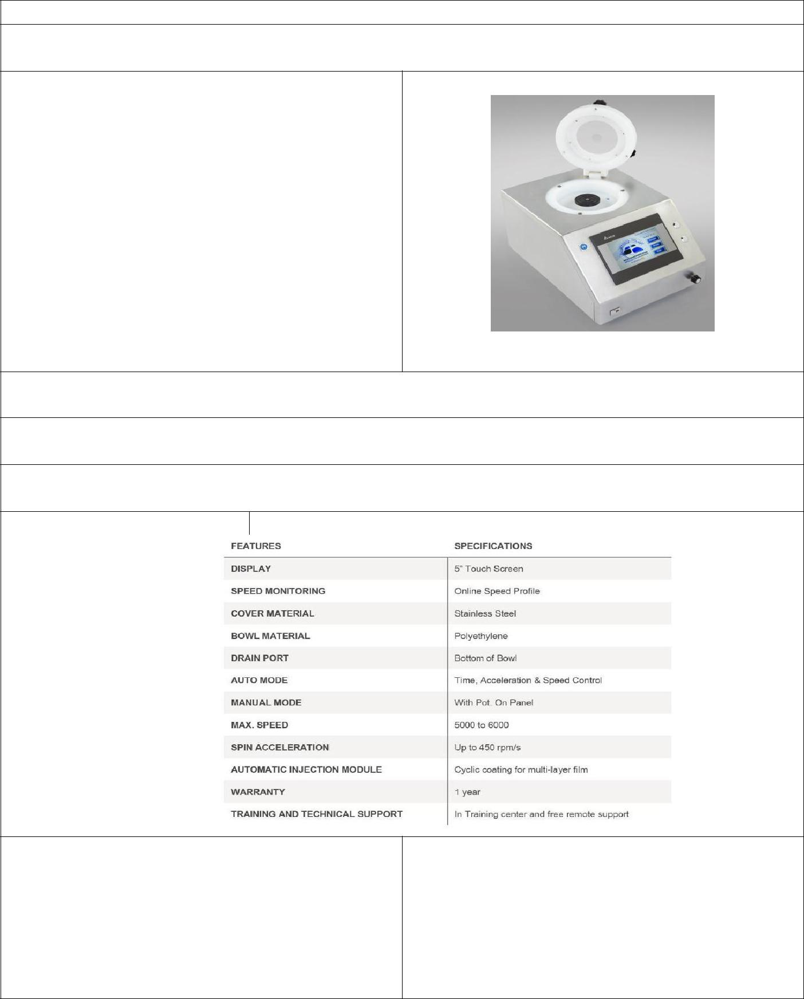 FEATURES SPECIFICATIONS
DISPLAY 5” Touch Screen
SPEED MONITORING Online Speed Profile
COVER MATERIAL Stainless Steel
BOWL MATERIAL Polyethylene
DRAIN PORT Bottom of Bowl
AUTO MODE Time, Acceleration & Speed Control
MANUAL MODE With Pot. On Panel
MAX. SPEED 5000 to 6000
SPIN ACCELERATION Up to 450 rpm/s
AUTOMATIC INJECTION MODULE Cyclic coating for multi-layer film
WARRANTY 1 year
TRAINING AND TECHNICAL SUPPORT In Training center and free remote support